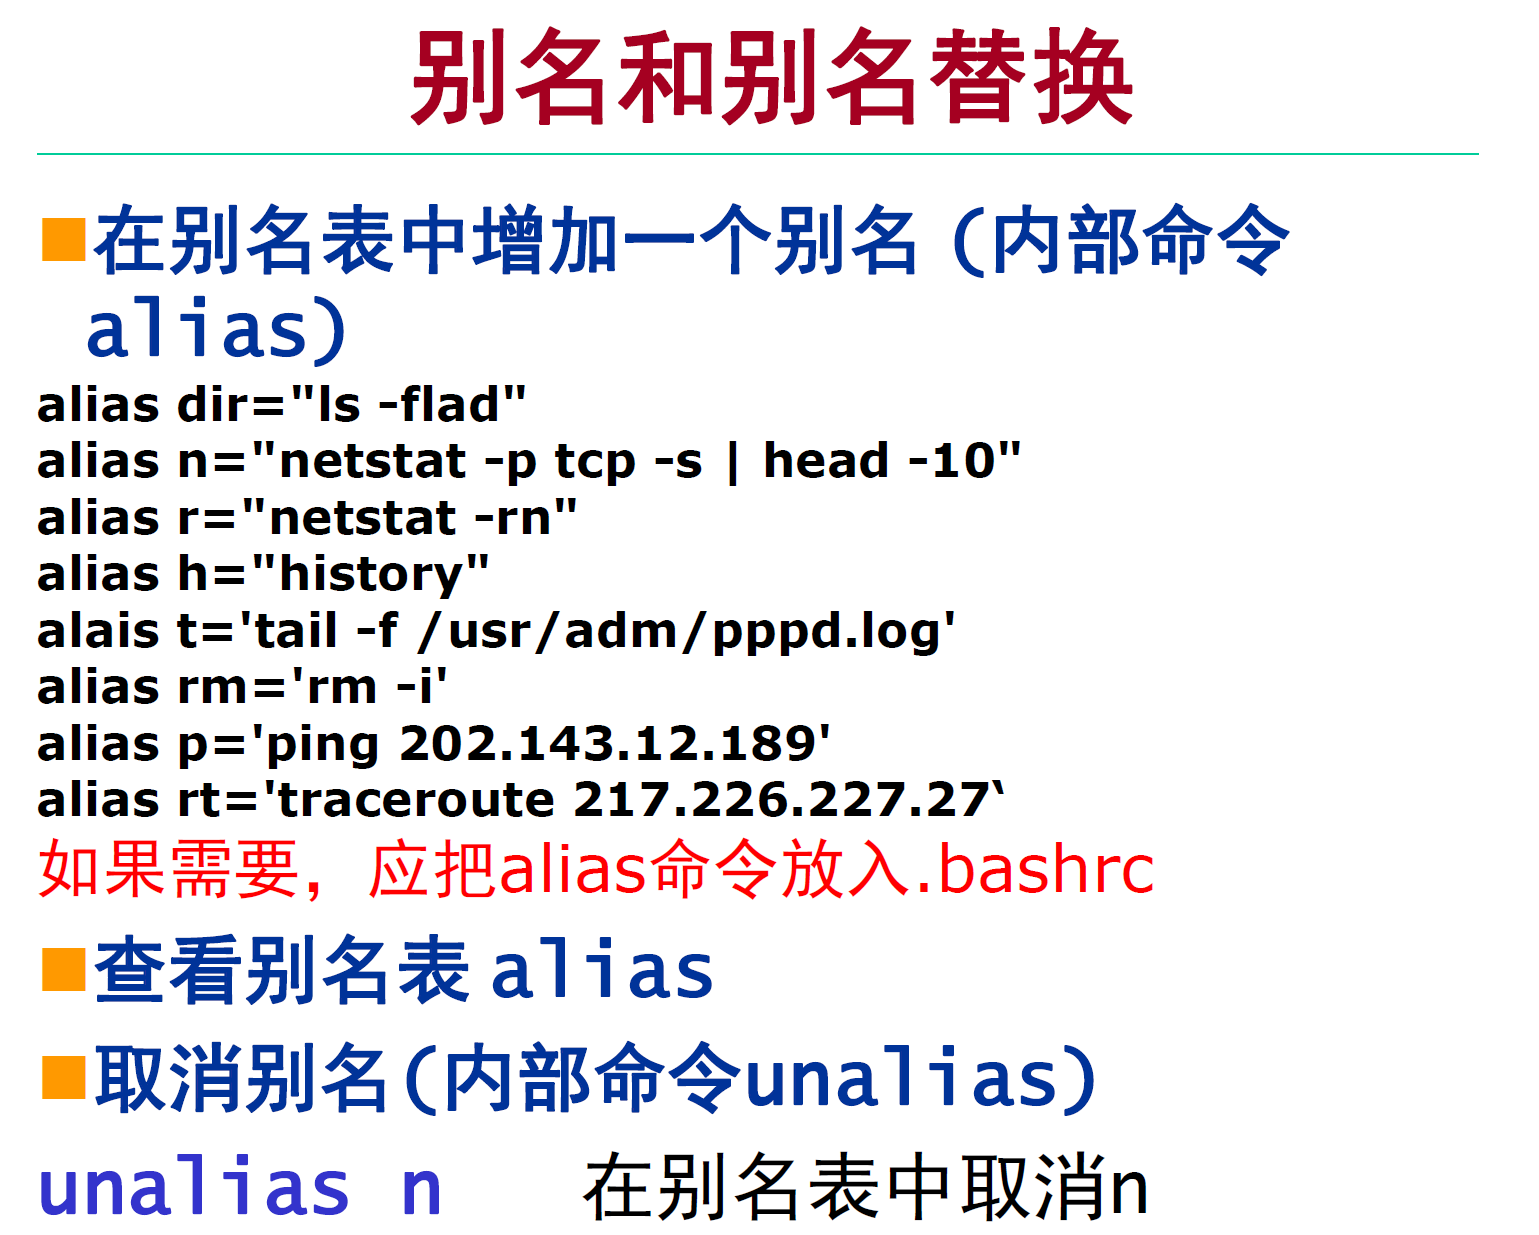 别名和别名替换
在别名表中增加一个别名 (内部命令
alias)
alias dir="ls -flad"
alias n="netstat -p tcp -s | head -10"
alias r="netstat -rn"
alias h="history"
alais t='tail -f /usr/adm/pppd.log'
alias rm='rm -i'
alias p='ping 202.143.12.189'
alias rt='traceroute 217.226.227.27‘
如果需要，应把alias命令放入.bashrc
查看别名表 alias
取消别名(内部命令unalias)
unalias n 在别名表中取消n